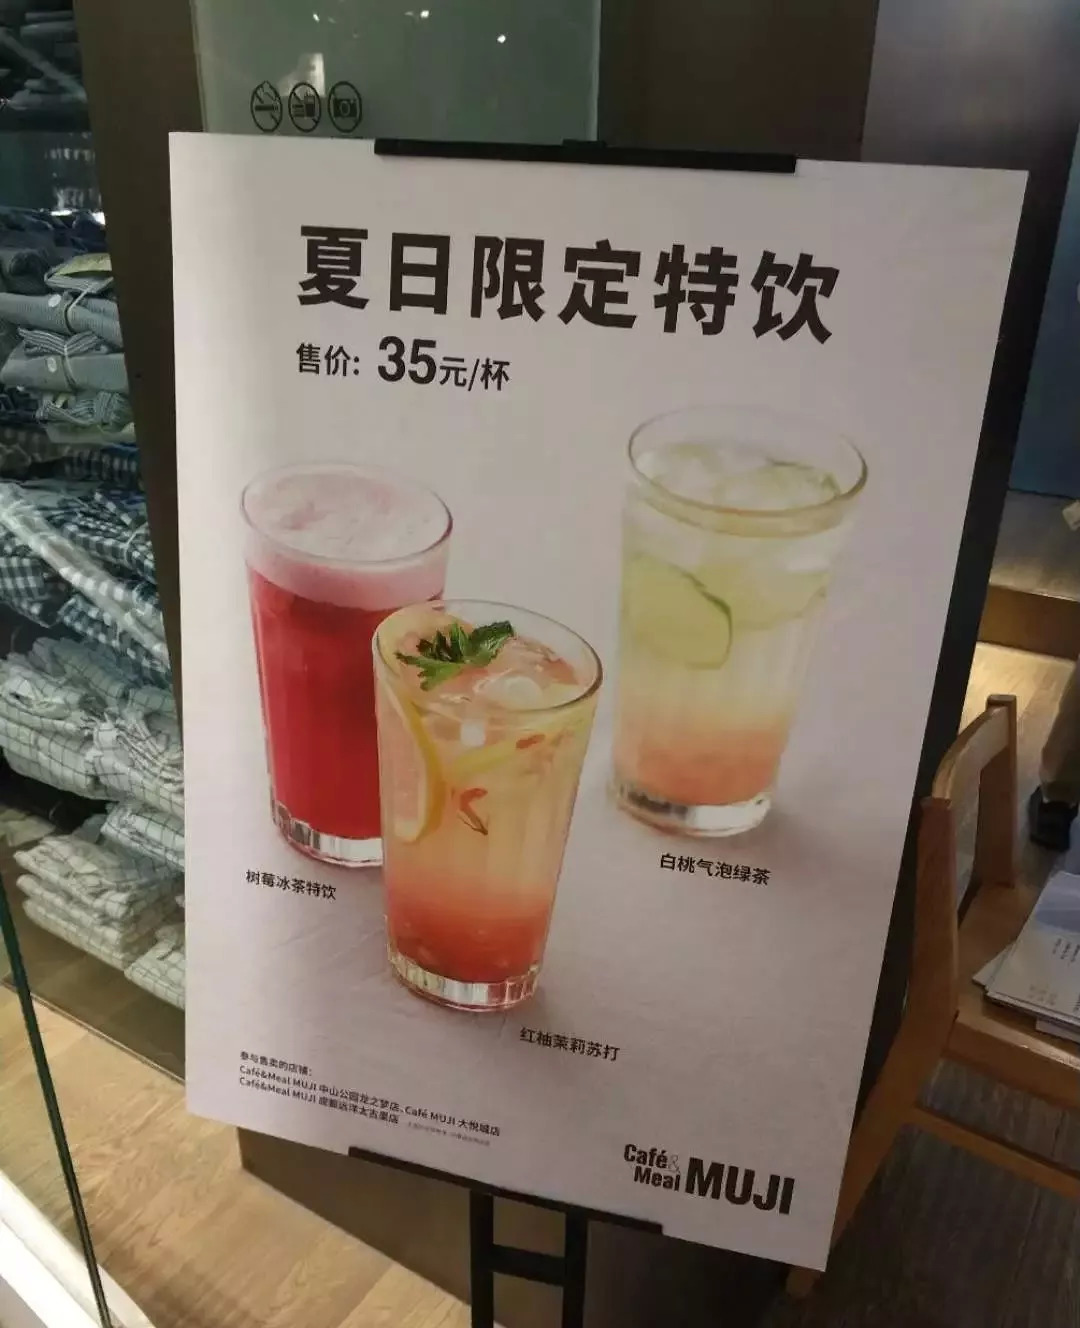 夏日限定特饮
售价: 35元/杯
树莓冰茶特饮
白桃气泡绿茶
红柚茉莉苏打
参与售卖的店铺:
Café&Meal MUJI 中山公园龙之梦店、Café MUJI 大悦城店
Café&Meal MUJI 成都远洋太古里店
Café&
Meal MUJI